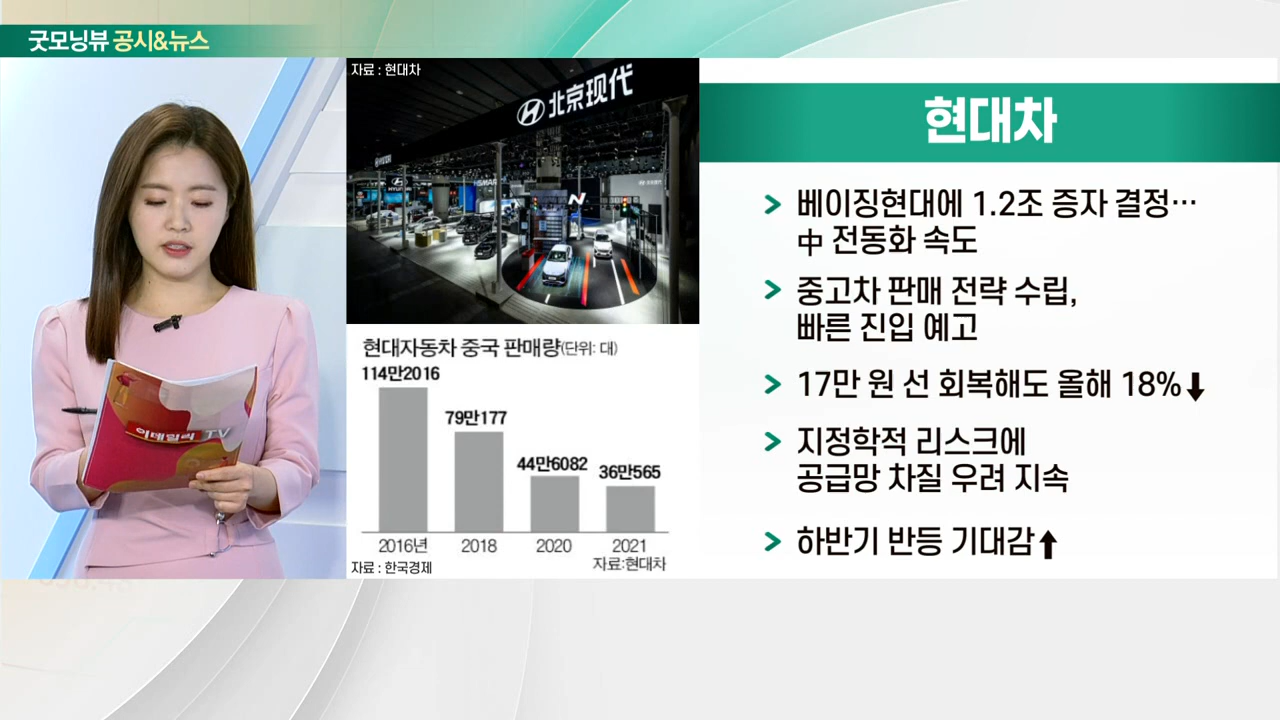 굿모닝뷰 공시&뉴스
자료 : 현대차
北京现代
HYUNDAI
N
이데일리 TV
현대자동차 중국 판매량(단위: 대)
114만2016
79만177
44만6082
36만565
2016년 2018 2020 2021
자료:현대차
자료 : 한국경제
현대차
> 베이징현대에 1.2조 증자 결정…
中 전동화 속도
> 중고차 판매 전략 수립,
빠른 진입 예고
> 17만 원 선 회복해도 올해 18%⬇
> 지정학적 리스크에
공급망 차질 우려 지속
> 하반기 반등 기대감⬆